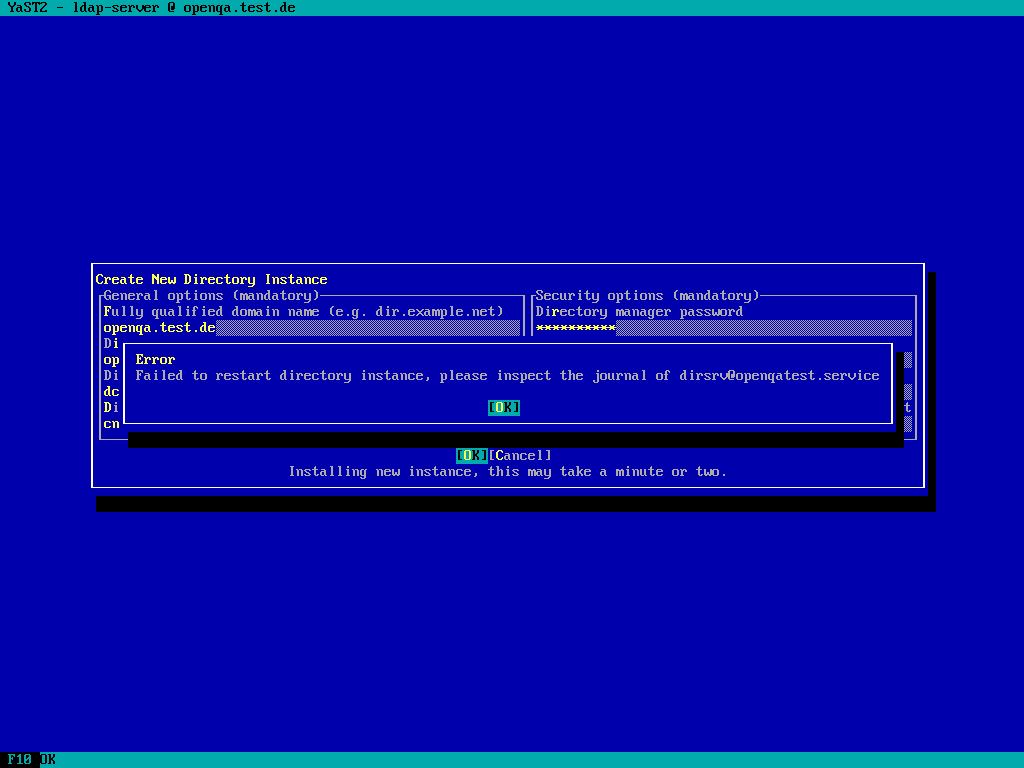 YaST2 - ldap-server @ openqa.test.de
Create New Directory Instance
General options (mandatory) Security options (mandatory)
Fully qualified domain name (e.g. dir.example.net) Directory manager password
openqa.test.de **********
Di
op Error
Di Failed to restart directory instance, please inspect the journal of dirsrv@openqatest.service
dc
Di [OK] t
cn
[OK][Cancel]
Installing new instance, this may take a minute or two.
F10 OK